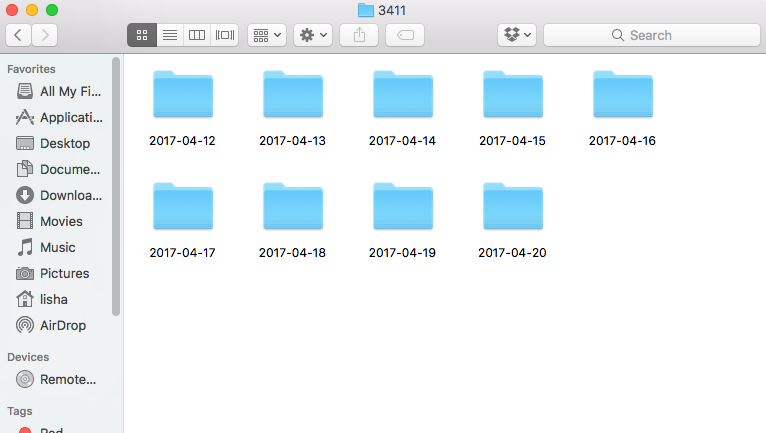 3411
Search
Favorites
All My Fi...
Applicati...
Desktop
Docume...
Downloa...
Movies
Music
Pictures
lisha
AirDrop
Devices
Remote...
Tags
Red
2017-04-12
2017-04-13
2017-04-14
2017-04-15
2017-04-16
2017-04-17
2017-04-18
2017-04-19
2017-04-20